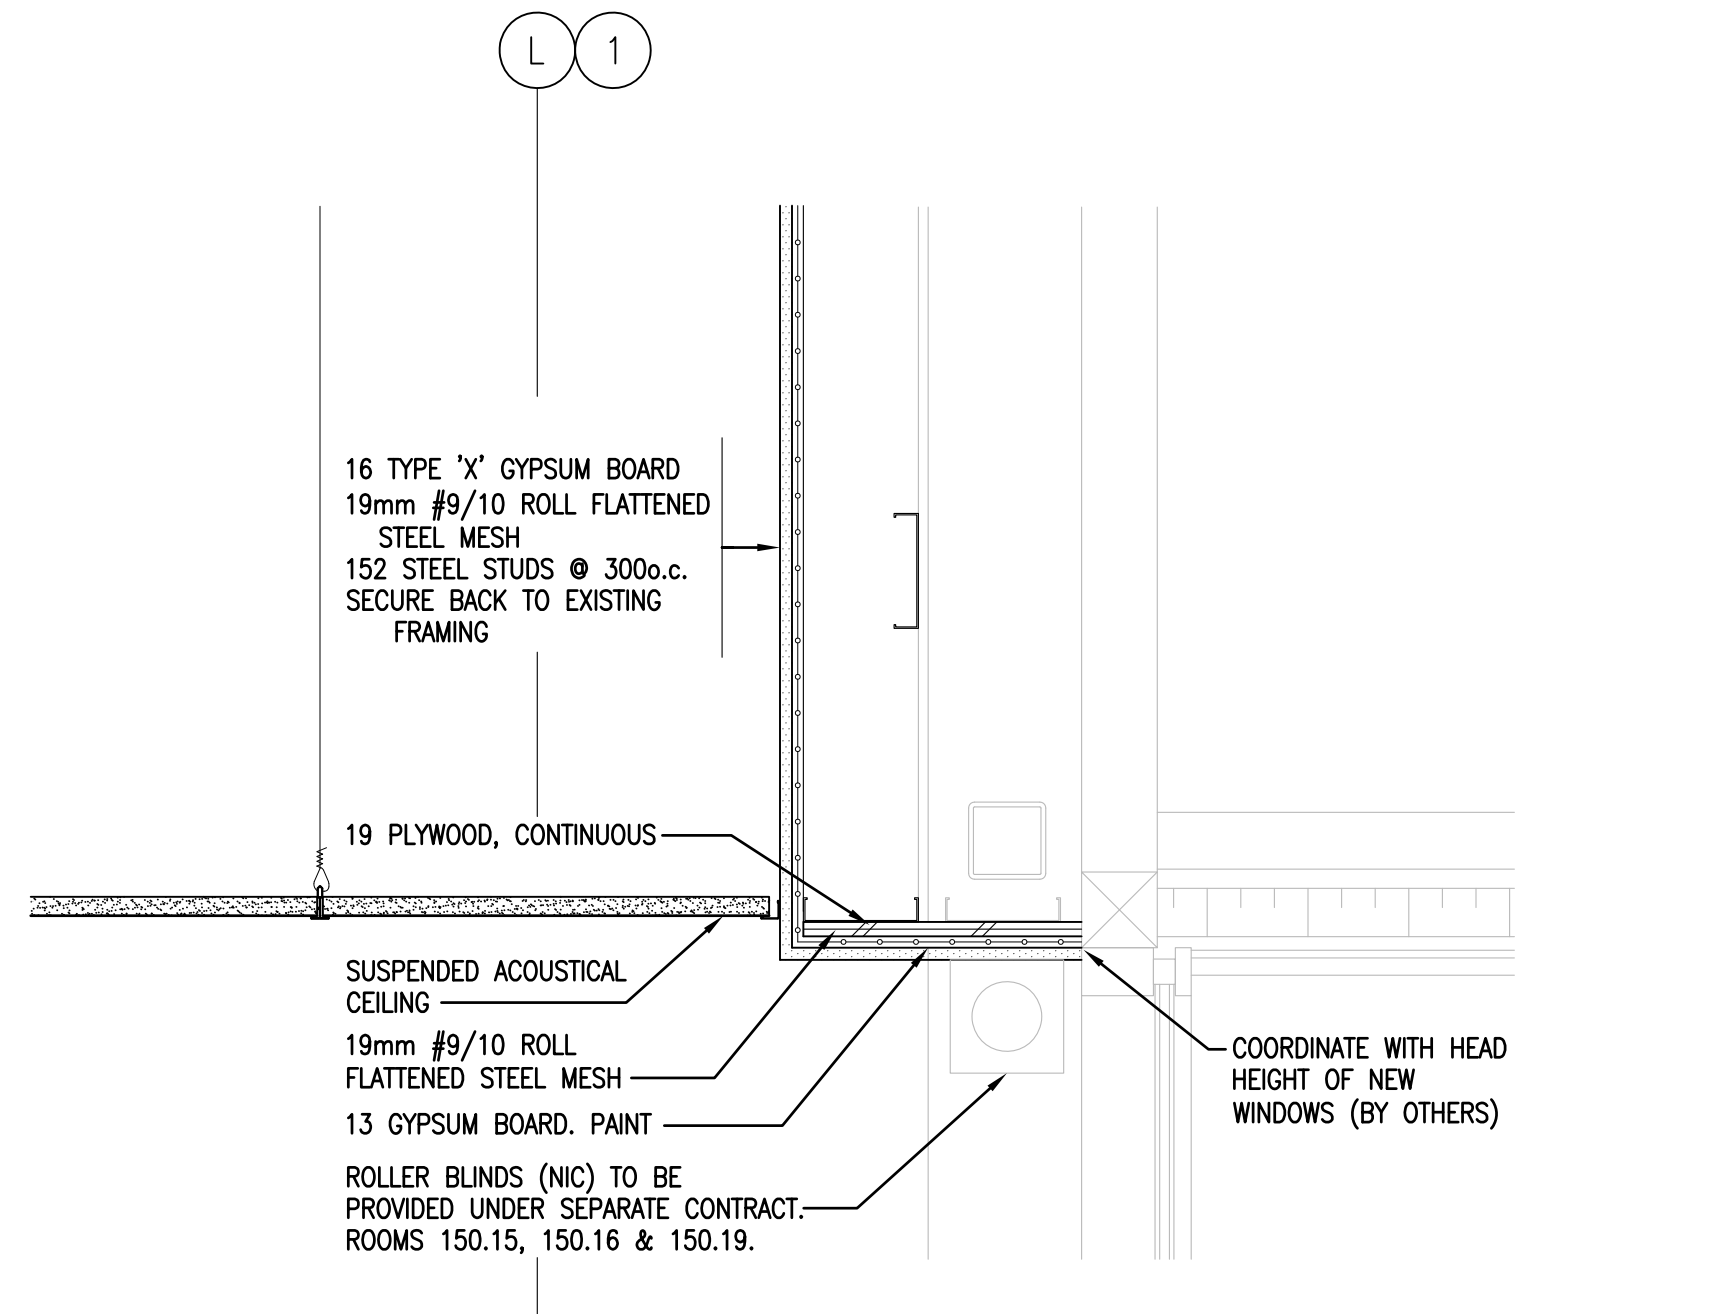 L 1
16 TYPE 'X' GYPSUM BOARD
19mm #9/10 ROLL FLATTENED
STEEL MESH
152 STEEL STUDS @ 300o.c.
SECURE BACK TO EXISTING
FRAMING
19 PLYWOOD, CONTINUOUS
SUSPENDED ACOUSTICAL
CEILING
19mm #9/10 ROLL
FLATTENED STEEL MESH
13 GYPSUM BOARD. PAINT
ROLLER BLINDS (NIC) TO BE
PROVIDED UNDER SEPARATE CONTRACT.
ROOMS 150.15, 150.16 & 150.19.
COORDINATE WITH HEAD
HEIGHT OF NEW
WINDOWS (BY OTHERS)